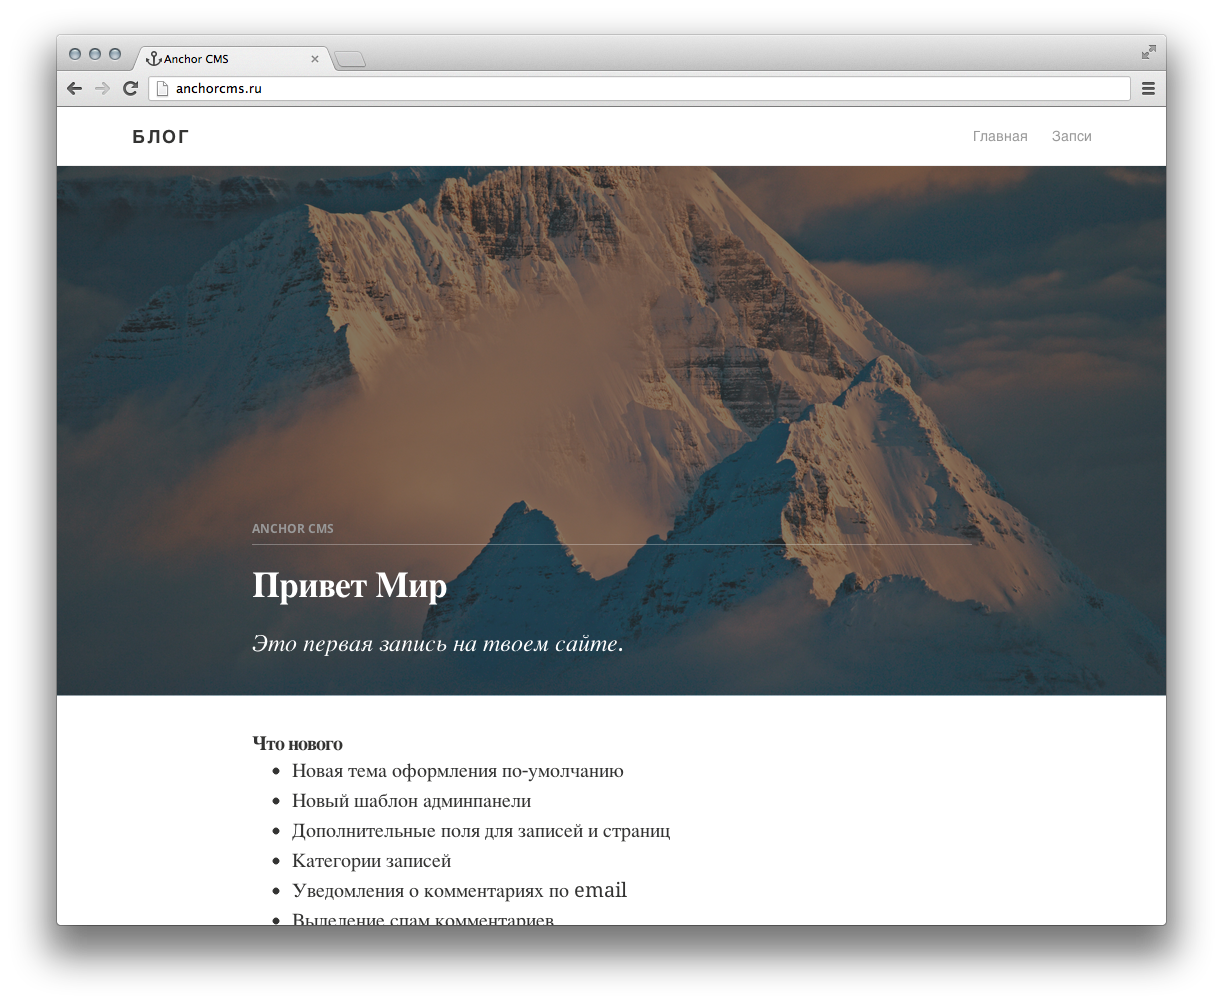 Anchor CMS
anchorcms.ru
БЛОГ
Главная Запси
ANCHOR CMS
Привет Мир
Это первая запись на твоем сайте.
Что нового
Новая тема оформления по-умолчанию
Новый шаблон админпанели
Дополнительные поля для записей и страниц
Категории записей
Уведомления о комментариях по email
Выделение спам комментариев